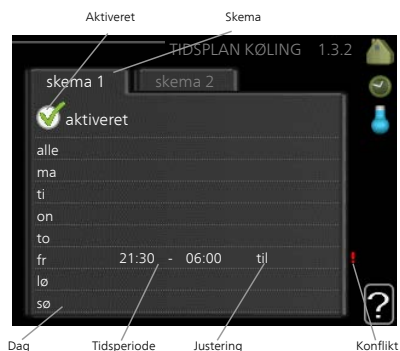 Aktiveret Skema
TIDSPLAN KØLING 1.3.2
skema 1 skema 2
aktiveret
alle
ma
ti
on
to
fr 21:30 - 06:00 til !
lø
sø
?
Dag Tidsperiode Justering Konflikt